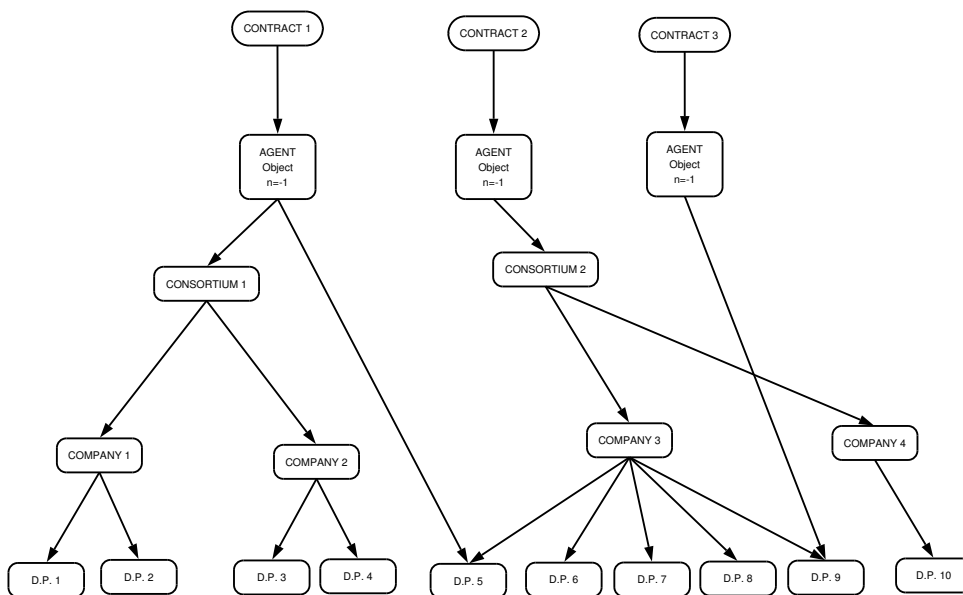 CONTRACT 1
CONTRACT 2
CONTRACT 3
AGENT
Object
n=-1
AGENT
Object
n=-1
AGENT
Object
n=-1
CONSORTIUM 1
CONSORTIUM 2
COMPANY 1
COMPANY 2
COMPANY 3
COMPANY 4
D.P. 1
D.P. 2
D.P. 3
D.P. 4
D.P. 5
D.P. 6
D.P. 7
D.P. 8
D.P. 9
D.P. 10